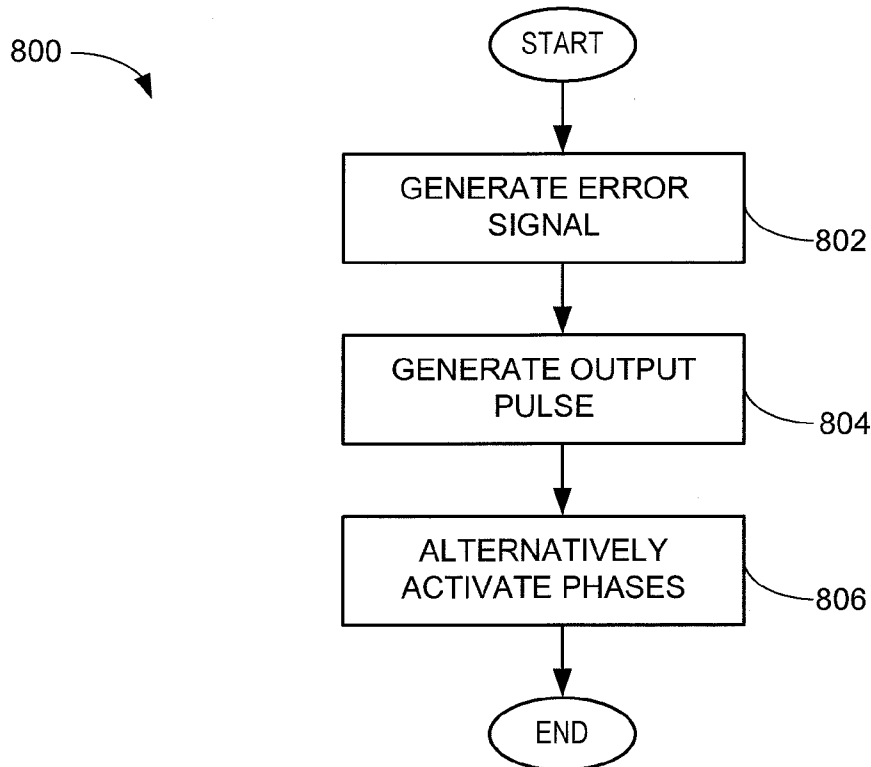 800
START
GENERATE ERROR
SIGNAL
802
GENERATE OUTPUT
PULSE
804
ALTERNATIVELY
ACTIVATE PHASES
806
END